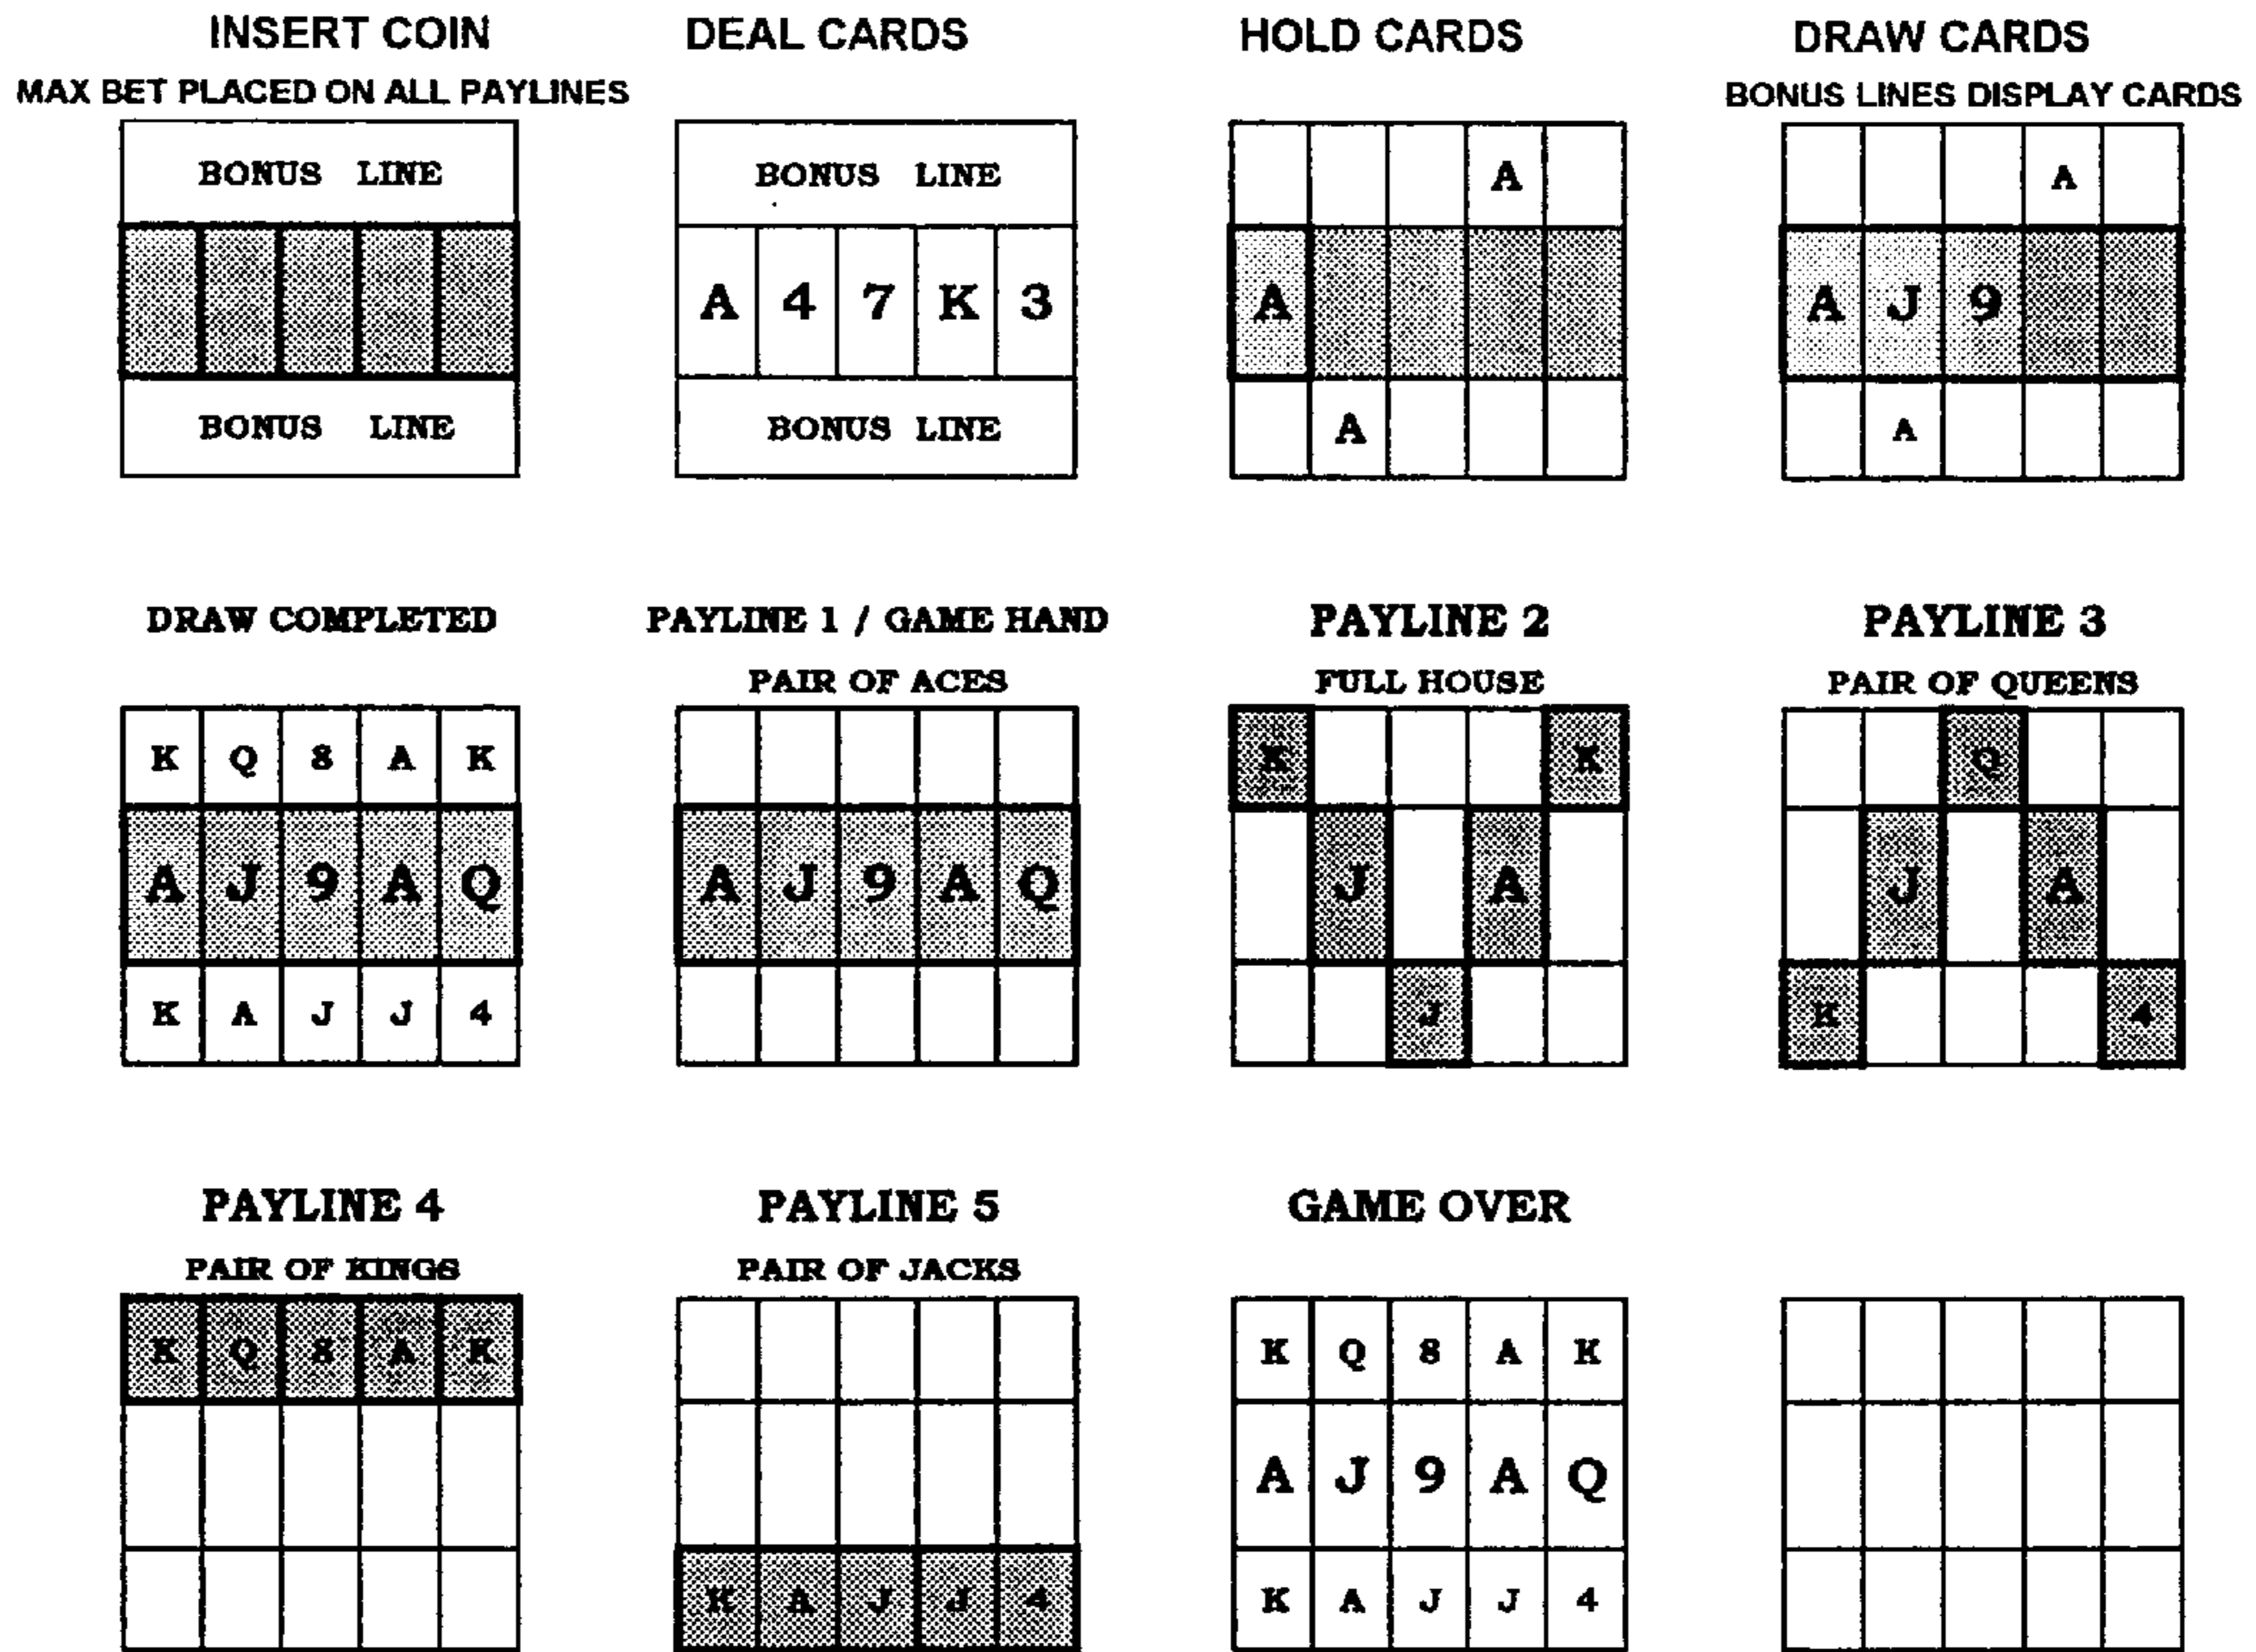 INSERT COIN
MAX BET PLACED ON ALL PAYLINES
BONUS LINE
BONUS LINE
DEAL CARDS
BONUS LINE
A 4 7 K 3
BONUS LINE
HOLD CARDS
A
A
A
DRAW CARDS
BONUS LINES DISPLAY CARDS
A
A J 9
A
DRAW COMPLETED
K Q 8 A K
A J 9 A Q
K A J J 4
PAYLINE 1 / GAME HAND
PAIR OF ACES
A J 9 A Q
PAYLINE 2
FULL HOUSE
K K
J A
J
PAYLINE 3
PAIR OF QUEENS
Q
J A
K 4
PAYLINE 4
PAIR OF KINGS
K Q 8 A K
PAYLINE 5
PAIR OF JACKS
K A J J 4
GAME OVER
K Q 8 A K
A J 9 A Q
K A J J 4